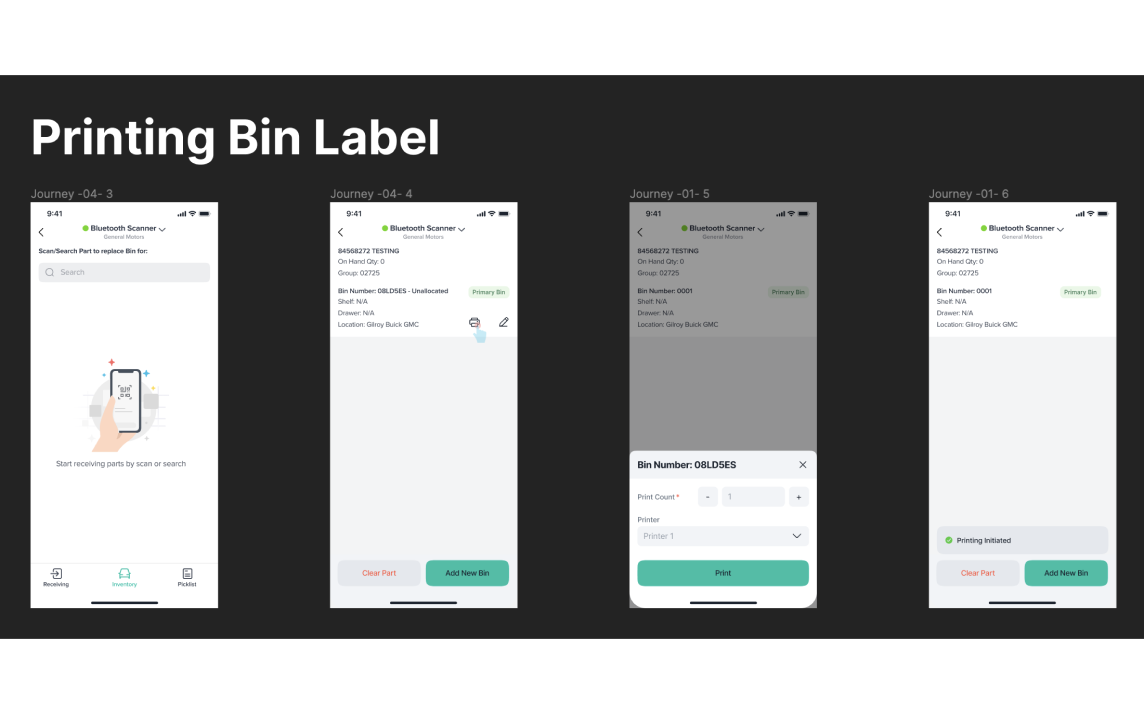 Printing Bin Label
Journey -04- 3
9:41
Bluetooth Scanner
General Motors
Scan/Search Part to replace Bin for:
Search
Start receiving parts by scan or search
Receiving
Inventory
Picklist
Journey -04- 4
9:41
Bluetooth Scanner
General Motors
84568272 TESTING
On Hand Qty: 0
Group: 02725
Bin Number: 08LD5ES - Unallocated
Primary Bin
Shelf: N/A
Drawer: N/A
Location: Gilroy Buick GMC
Clear Part
Add New Bin
Journey -01- 5
9:41
Bluetooth Scanner
General Motors
84568272 TESTING
On Hand Qty: 0
Group: 02725
Bin Number: 0001
Primary Bin
Shelf: N/A
Drawer: N/A
Location: Gilroy Buick GMC
Bin Number: 08LD5ES
Print Count *
-
1
+
Printer
Printer 1
Print
Journey -01- 6
9:41
Bluetooth Scanner
General Motors
84568272 TESTING
On Hand Qty: 0
Group: 02725
Bin Number: 0001
Primary Bin
Shelf: N/A
Drawer: N/A
Location: Gilroy Buick GMC
Printing Initiated
Clear Part
Add New Bin